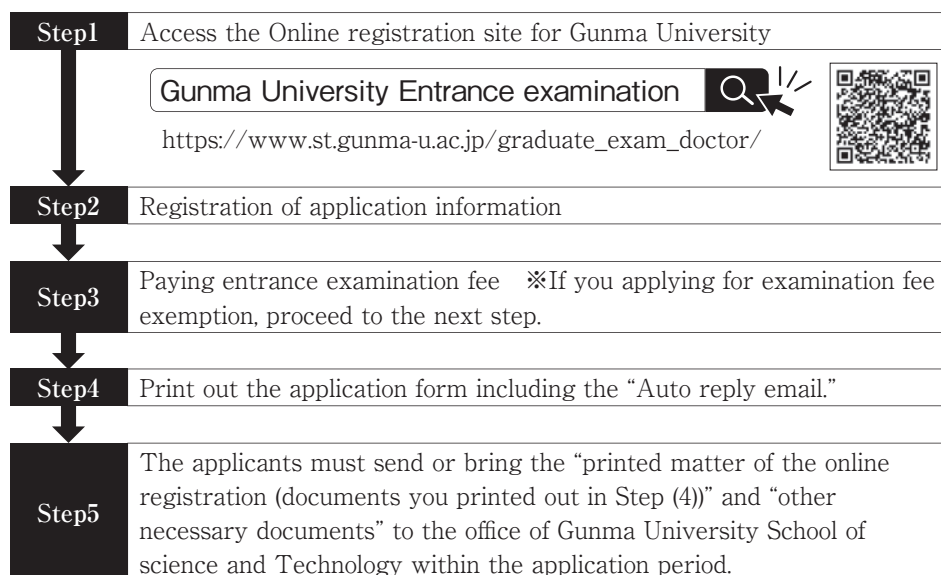 Step1 Access the Online registration site for Gunma University
Gunma University Entrance examination
https://www.st.gunma-u.ac.jp/graduate_exam_doctor/
Step2 Registration of application information
Step3 Paying entrance examination fee ※If you applying for examination fee
exemption, proceed to the next step.
Step4 Print out the application form including the “Auto reply email.”
The applicants must send or bring the “printed matter of the online
registration (documents you printed out in Step (4))” and “other
Step5 necessary documents” to the office of Gunma University School of
science and Technology within the application period.